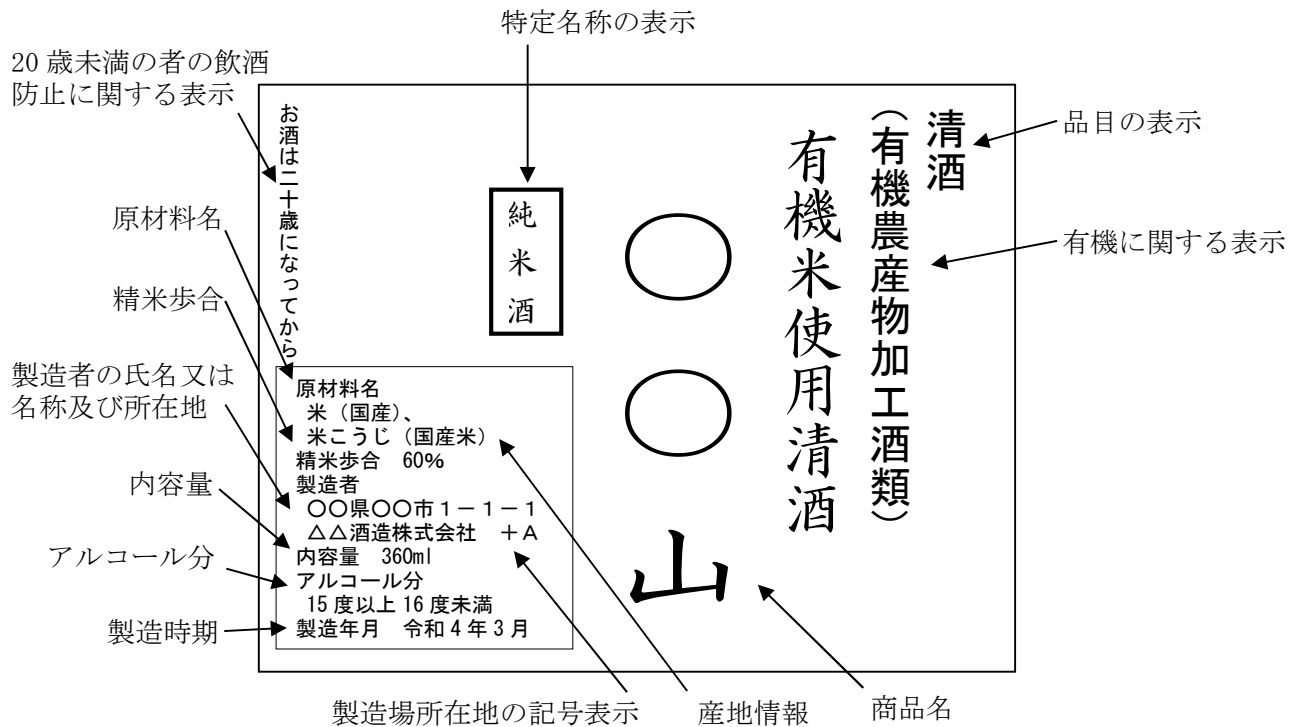 特定名称の表示
20歳未満の者の飲酒
防止に関する表示
原材料名
精米歩合
製造者の氏名又は
名称及び所在地
内容量
アルコール分
製造時期
品目の表示
有機に関する表示
清酒
（有機農産物加工酒類）
有機米使用清酒
○○山
純米酒
お酒は二十歳になってから
原材料名
米（国産）、
米こうじ（国産米）
精米歩合　60%
製造者
○○県○○市１－１－１
△△酒造株式会社　＋A
内容量　360ml
アルコール分
15度以上16度未満
製造年月　令和4年3月
製造場所在地の記号表示
産地情報
商品名